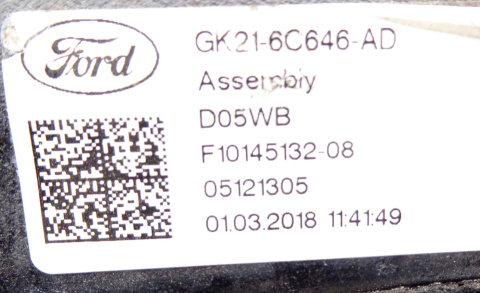 Ford
GK21-6C646-AD
Assembly
D05WB
F10145132-08
05121305
01.03.2018 11:41:49